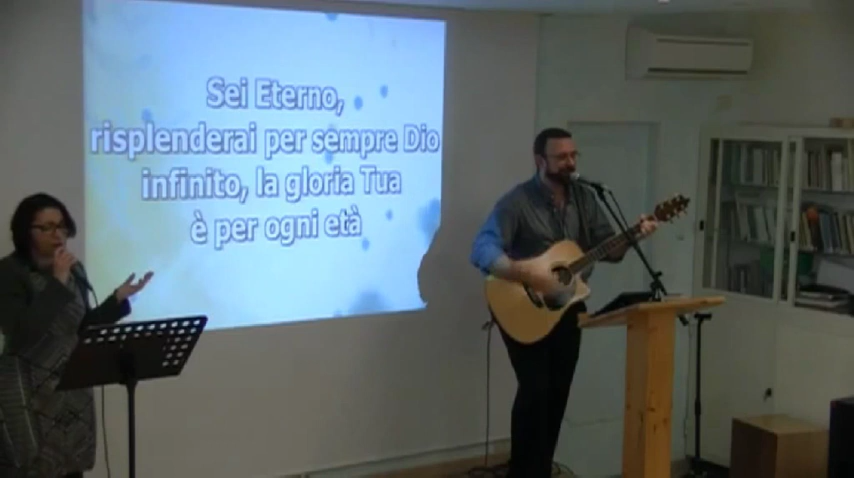 Sei Eterno,
risplenderai per sempre Dio
infinito, la gloria Tua
è per ogni età